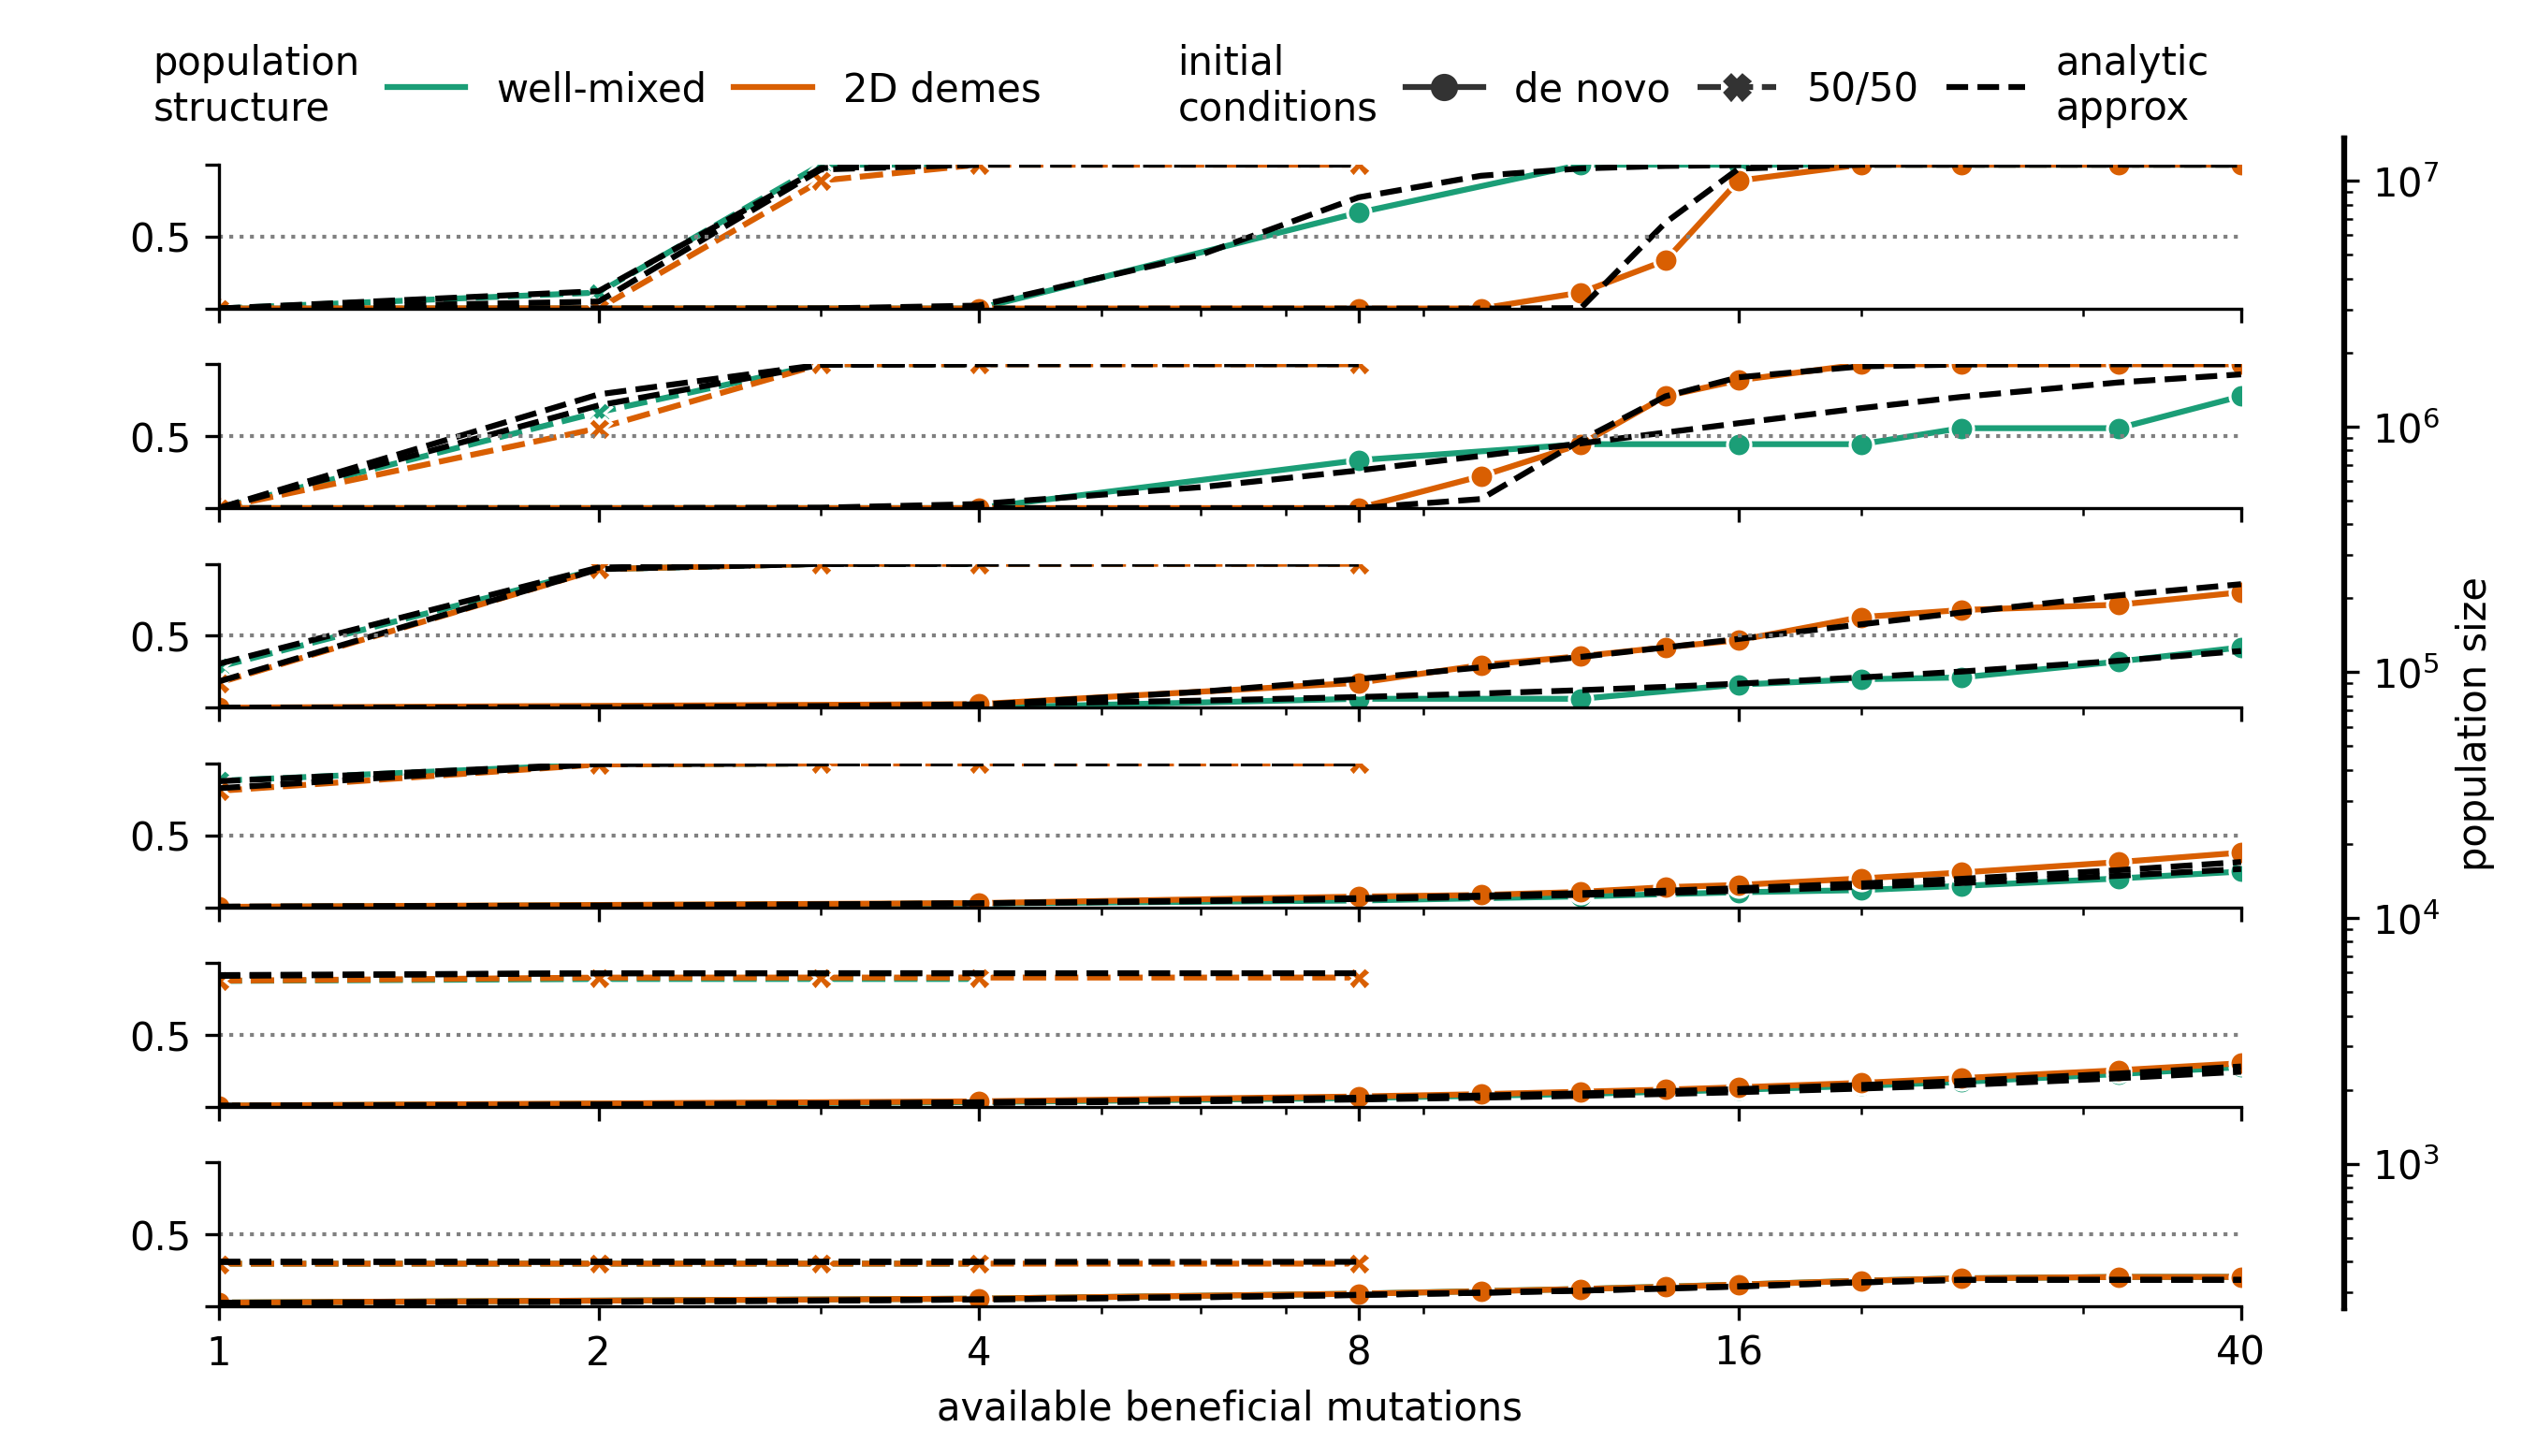 population
structure
well-mixed
2D demes
initial
conditions
de novo
50/50
analytic
approx
0.5
0.5
0.5
0.5
0.5
0.5
10⁷
10⁶
10⁵
10⁴
10³
population size
1 2 4 8 16 40
available beneficial mutations